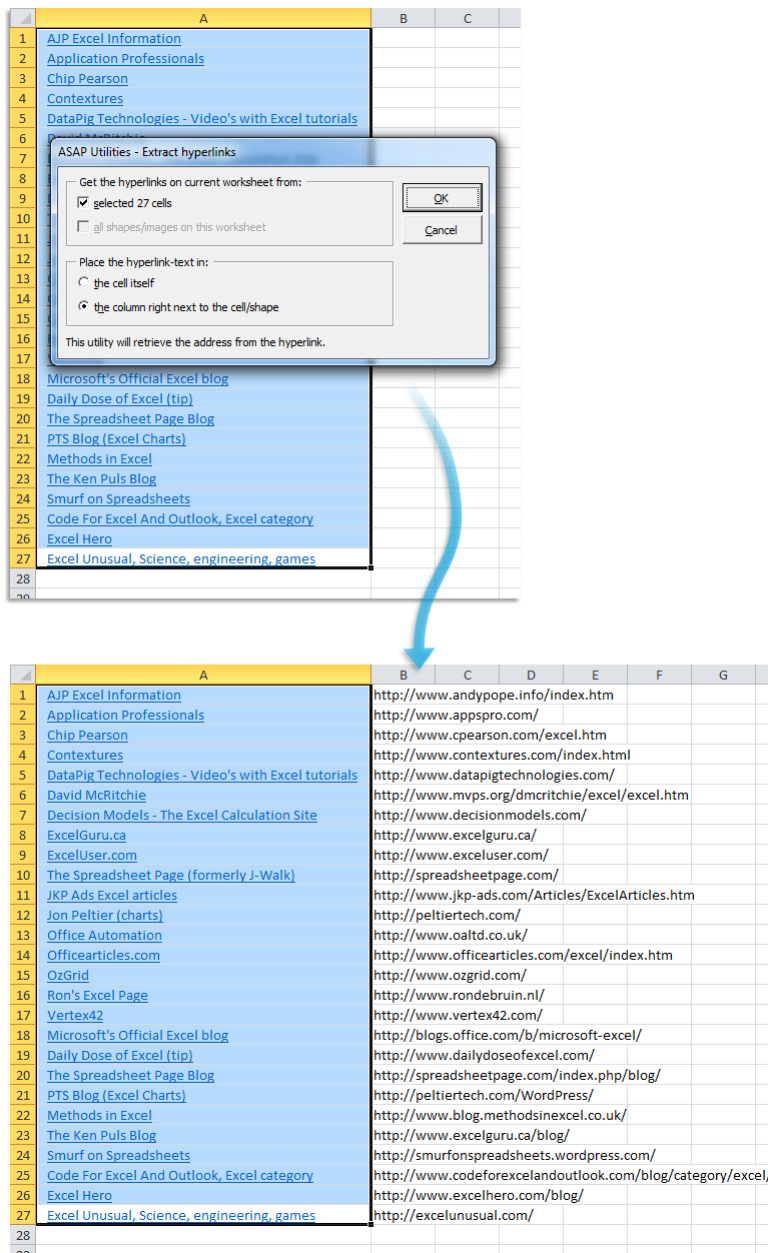 A B C
1 AJP Excel Information
2 Application Professionals
3 Chip Pearson
4 Contextures
5 DataPig Technologies - Video's with Excel tutorials
6
7
8
9
10
11
12
13
14
15
16
17
ASAP Utilities - Extract hyperlinks
Get the hyperlinks on current worksheet from:
selected 27 cells
all shapes/images on this worksheet
OK
Cancel
Place the hyperlink-text in:
the cell itself
the column right next to the cell/shape
This utility will retrieve the address from the hyperlink.
18 Microsoft's Official Excel blog
19 Daily Dose of Excel (tip)
20 The Spreadsheet Page Blog
21 PTS Blog (Excel Charts)
22 Methods in Excel
23 The Ken Puls Blog
24 Smurf on Spreadsheets
25 Code For Excel And Outlook, Excel category
26 Excel Hero
27 Excel Unusual, Science, engineering, games
28
A B C D E F G
1 AJP Excel Information http://www.andypope.info/index.htm
2 Application Professionals http://www.appspro.com/
3 Chip Pearson http://www.cpearson.com/excel.htm
4 Contextures http://www.contextures.com/index.html
5 DataPig Technologies - Video's with Excel tutorials http://www.datapigtechnologies.com/
6 David McRitchie http://www.mvps.org/dmcritchie/excel/excel.htm
7 Decision Models - The Excel Calculation Site http://www.decisionmodels.com/
8 ExcelGuru.ca http://www.excelguru.ca/
9 ExcelUser.com http://www.exceluser.com/
10 The Spreadsheet Page (formerly J-Walk) http://spreadsheetpage.com/
11 JKP Ads Excel articles http://www.jkp-ads.com/Articles/ExcelArticles.htm
12 Jon Peltier (charts) http://peltiertech.com/
13 Office Automation http://www.oaltd.co.uk/
14 Officearticles.com http://www.officearticles.com/excel/index.htm
15 OzGrid http://www.ozgrid.com/
16 Ron's Excel Page http://www.rondebruin.nl/
17 Vertex42 http://www.vertex42.com/
18 Microsoft's Official Excel blog http://blogs.office.com/b/microsoft-excel/
19 Daily Dose of Excel (tip) http://www.dailydoseofexcel.com/
20 The Spreadsheet Page Blog http://spreadsheetpage.com/index.php/blog/
21 PTS Blog (Excel Charts) http://peltiertech.com/WordPress/
22 Methods in Excel http://www.blog.methodsinexcel.co.uk/
23 The Ken Puls Blog http://www.excelguru.ca/blog/
24 Smurf on Spreadsheets http://smurfonspreadsheets.wordpress.com/
25 Code For Excel And Outlook, Excel category http://www.codeforexcelandoutlook.com/blog/category/excel/
26 Excel Hero http://www.excelhero.com/blog/
27 Excel Unusual, Science, engineering, games http://excelunusual.com/
28